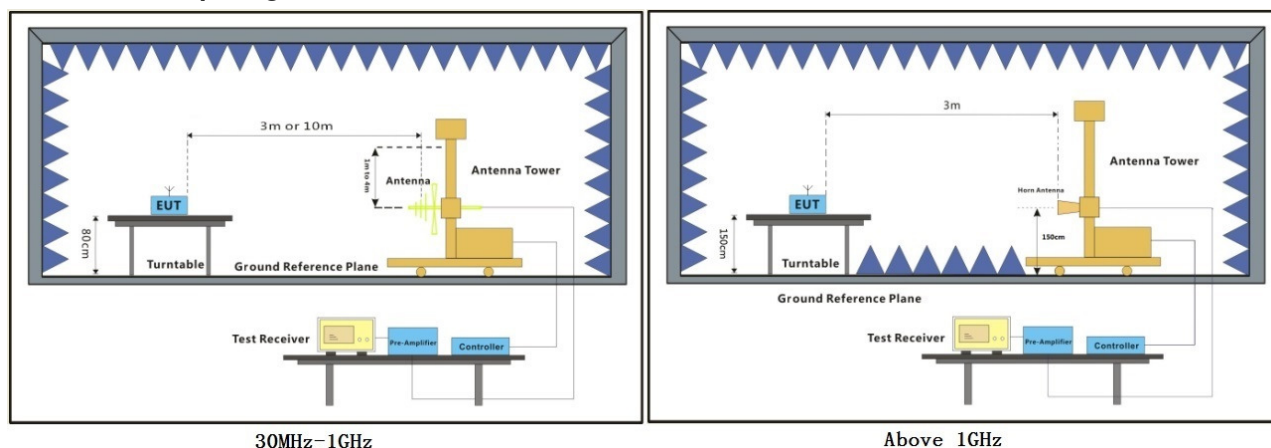 3m or 10m
1m to 4m
Antenna
Antenna Tower
EUT
80cm
Turntable
Ground Reference Plane
Test Receiver
Pre-Amplifier
Controller
30MHz-1GHz
3m
Antenna Tower
Horn Antenna
EUT
150cm
150cm
Turntable
Ground Reference Plane
Test Receiver
Pre-Amplifier
Controller
Above 1GHz